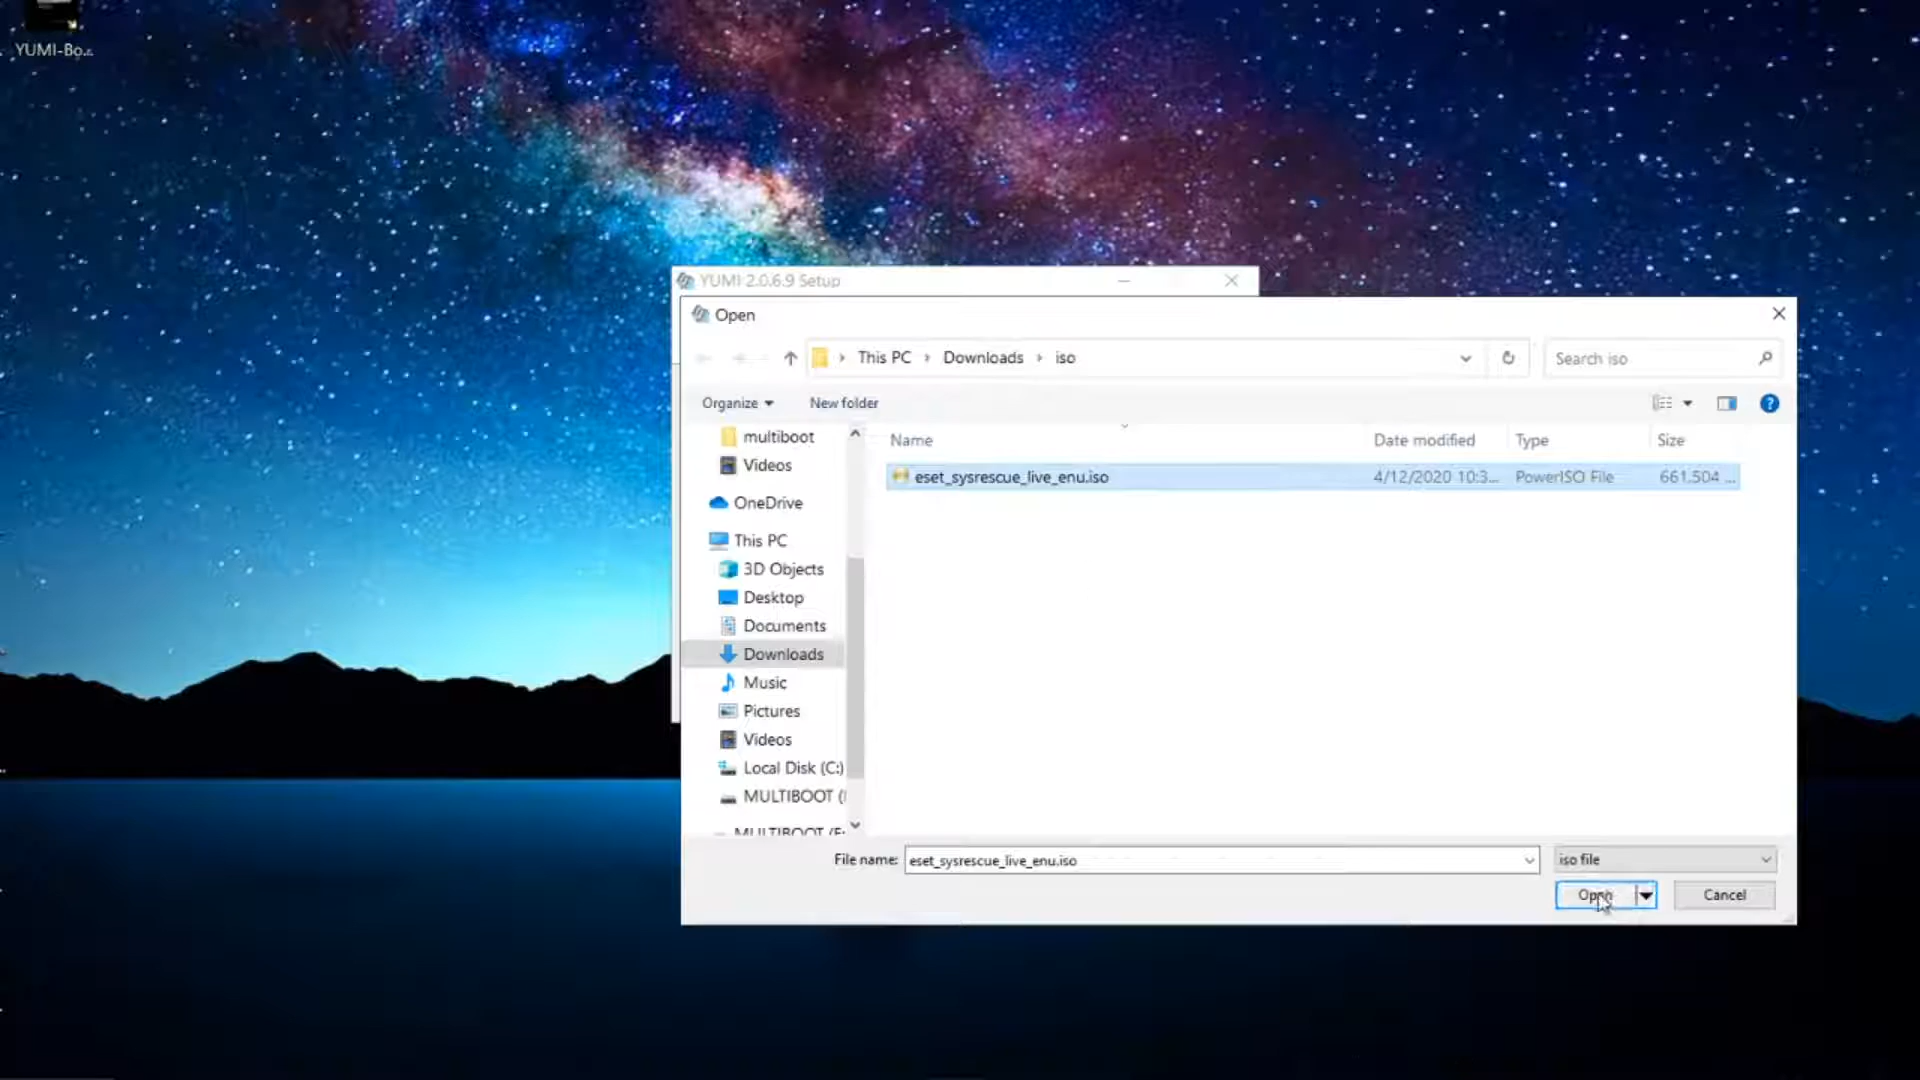 YUMI-Bo...
YUMI 2.0.6.9 Setup
Open
This PC > Downloads > iso
Search iso
Organize
New folder
multiboot
Videos
OneDrive
This PC
3D Objects
Desktop
Documents
Downloads
Music
Pictures
Videos
Local Disk (C:)
MULTIBOOT (
MULTIBOOT (E:
Name Date modified Type Size
eset_sysrescue_live_enu.iso 4/12/2020 10:3... PowerISO File 661.504 ...
File name: eset_sysrescue_live_enu.iso
iso file
Open
Cancel